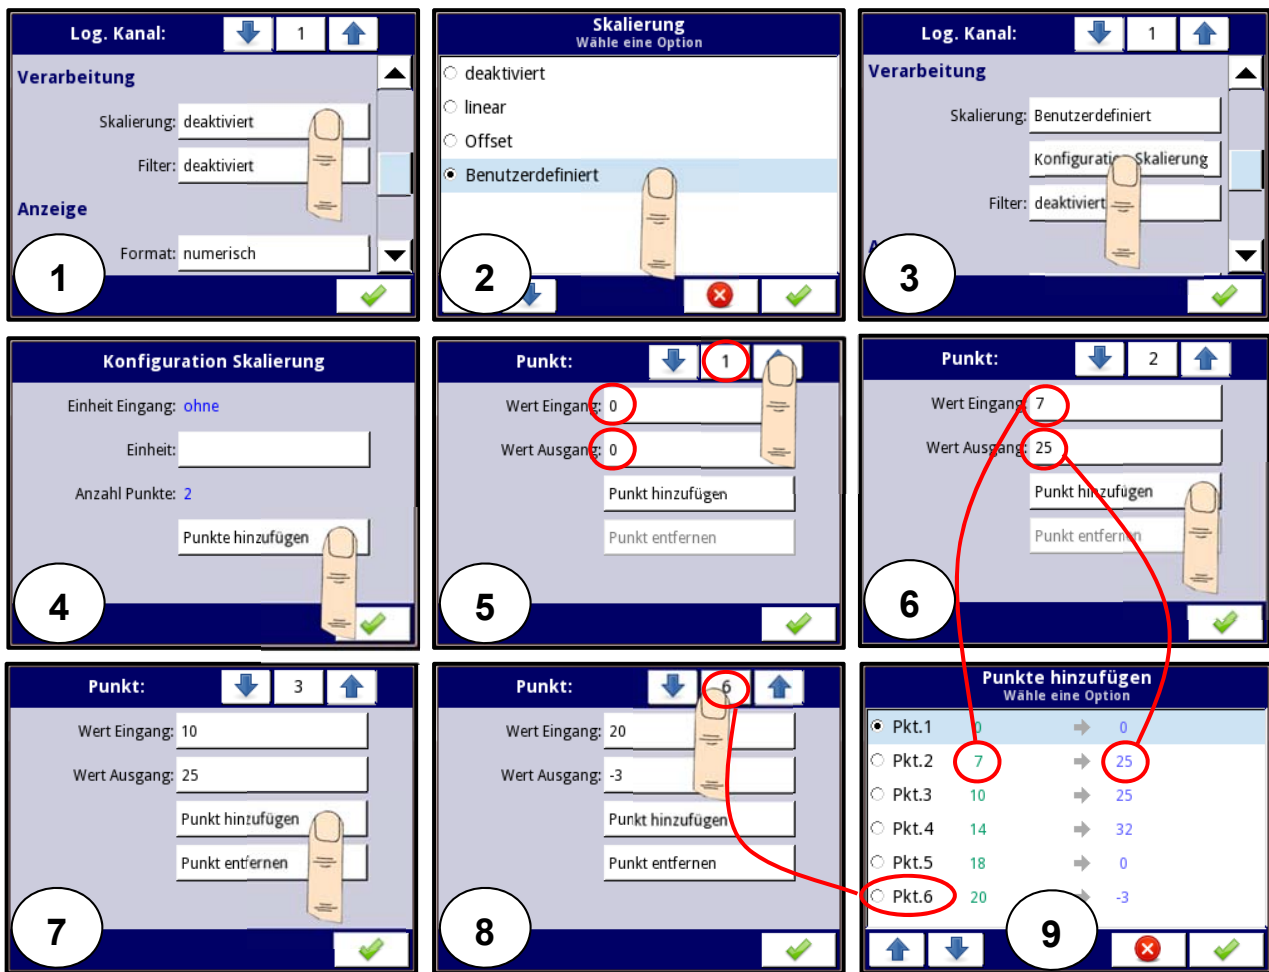 Log. Kanal: 1
Verarbeitung
Skalierung: deaktiviert
Filter: deaktiviert
Anzeige
Format: numerisch
1
Skalierung
Wähle eine Option
deaktiviert
linear
Offset
Benutzerdefiniert
2
Log. Kanal: 1
Verarbeitung
Skalierung: Benutzerdefiniert
Konfiguration Skalierung
Filter: deaktiviert
3
Konfiguration Skalierung
Einheit Eingang: ohne
Einheit:
Anzahl Punkte: 2
Punkte hinzufügen
4
Punkt: 1
Wert Eingang: 0
Wert Ausgang: 0
Punkt hinzufügen
Punkt entfernen
5
Punkt: 2
Wert Eingang: 7
Wert Ausgang: 25
Punkt hinzufügen
Punkt entfernen
6
Punkt: 3
Wert Eingang: 10
Wert Ausgang: 25
Punkt hinzufügen
Punkt entfernen
7
Punkt: 6
Wert Eingang: 20
Wert Ausgang: -3
Punkt hinzufügen
Punkt entfernen
8
Punkte hinzufügen
Wähle eine Option
Pkt.1 0 0
Pkt.2 7 25
Pkt.3 10 25
Pkt.4 14 32
Pkt.5 18 0
Pkt.6 20 -3
9